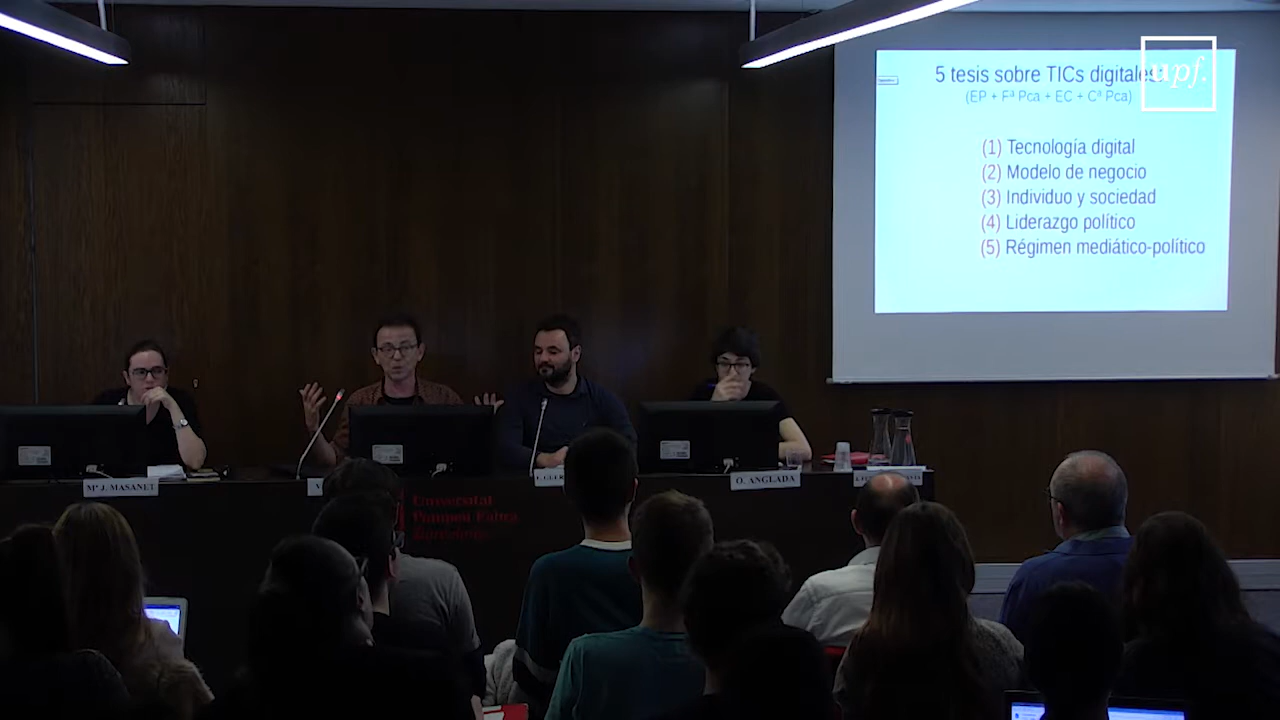 5 tesis sobre TICs digitales
(EP + Fª Pca + EC + Cª Pca)
(1) Tecnología digital
(2) Modelo de negocio
(3) Individuo y sociedad
(4) Liderazgo político
(5) Régimen mediático-político
upf.
Mª J. MASANET
O. ANGLADA
Universitat
Pompeu Fabra
Barcelona